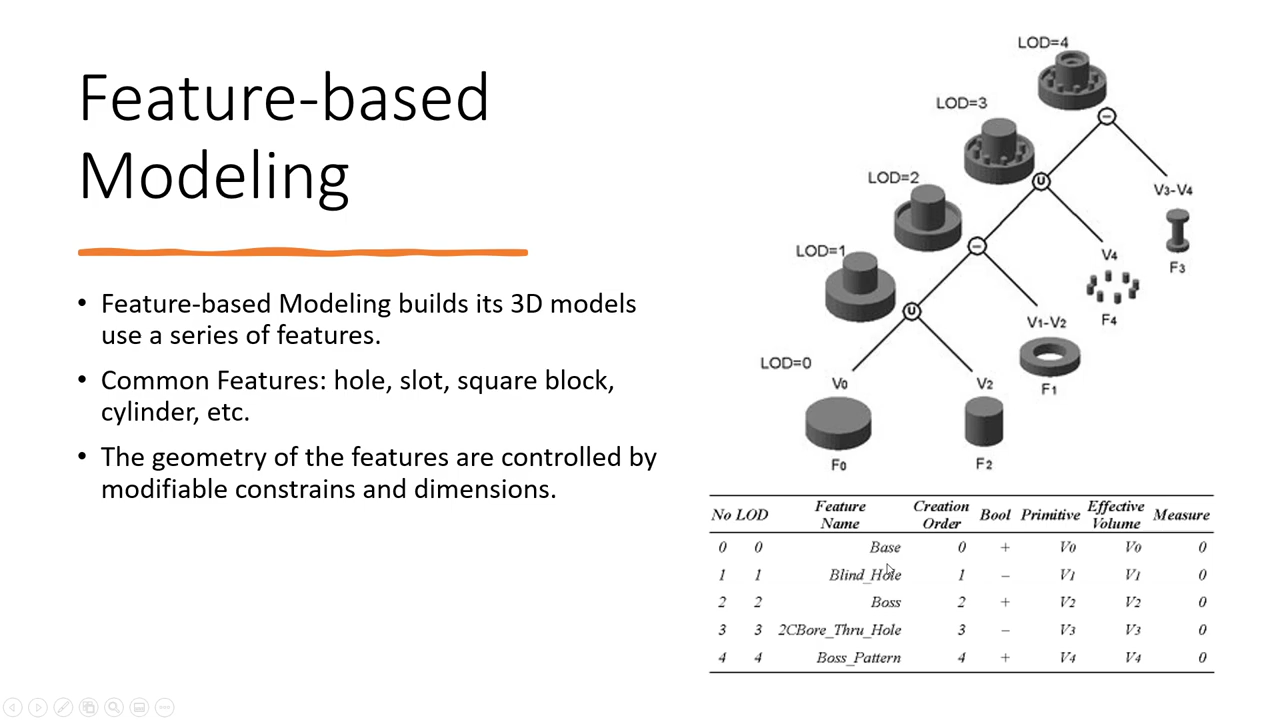 Feature-based
Modeling
• Feature-based Modeling builds its 3D models
use a series of features.
• Common Features: hole, slot, square block,
cylinder, etc.
• The geometry of the features are controlled by
modifiable constrains and dimensions.
LOD=4
LOD=3
V3-V4
LOD=2
F3
LOD=1
V4
F4
V1-V2
LOD=0
F1
V0 V2
F0 F2
No LOD Feature Name Creation Order Bool Primitive Effective Volume Measure
0 0 Base 0 + V0 V0 0
1 1 Blind_Hole 1 – V1 V1 0
2 2 Boss 2 + V2 V2 0
3 3 2CBore_Thru_Hole 3 – V3 V3 0
4 4 Boss_Pattern 4 + V4 V4 0